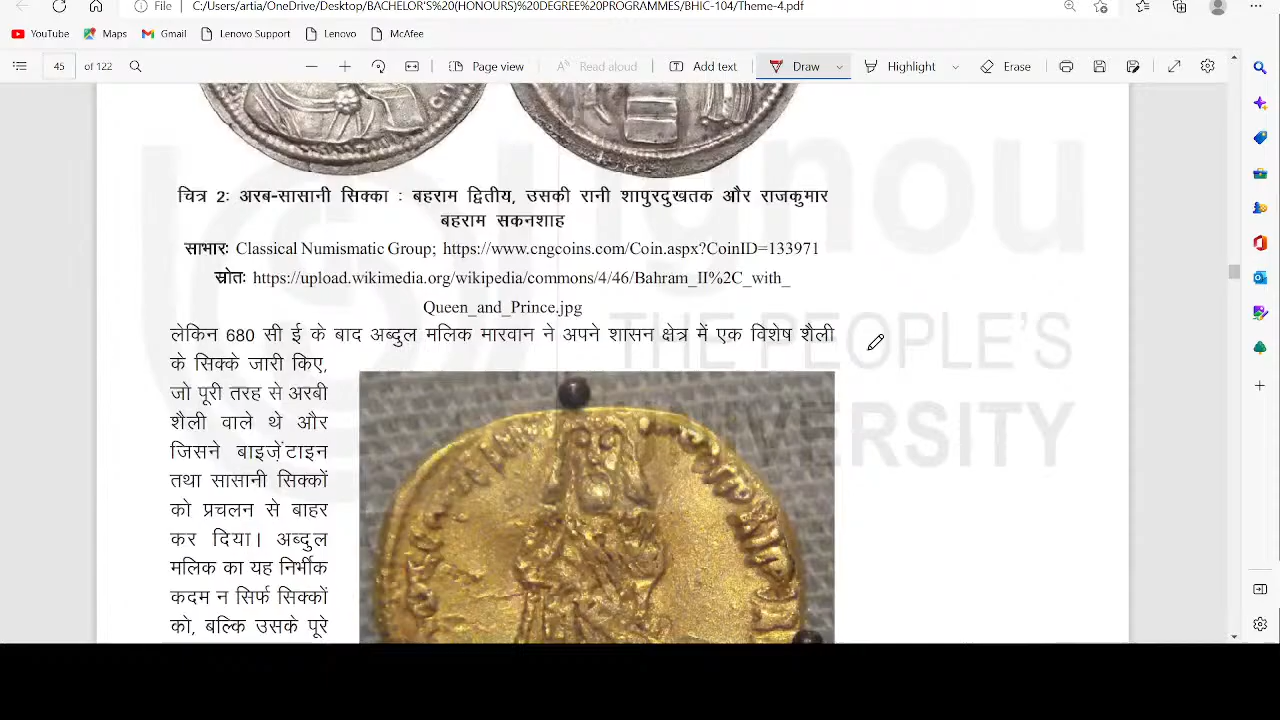 File
C:/Users/artia/OneDrive/Desktop/BACHELOR'S%20(HONOURS)%20DEGREE%20PROGRAMMES/BHIC-104/Theme-4.pdf
YouTube Maps Gmail Lenovo Support Lenovo McAfee
45 of 122 Page view Read aloud Add text Draw Highlight Erase
ignou
THE PEOPLE'S
UNIVERSITY
चित्र 2: अरब-सासानी सिक्का : बहराम द्वितीय, उसकी रानी शापुरदुखतक और राजकुमार
बहराम सकनशाह
साभारः Classical Numismatic Group; https://www.cngcoins.com/Coin.aspx?CoinID=133971
स्रोतः https://upload.wikimedia.org/wikipedia/commons/4/46/Bahram_II%2C_with_
Queen_and_Prince.jpg
लेकिन 680 सी ई के बाद अब्दुल मलिक मारवान ने अपने शासन क्षेत्र में एक विशेष शैली
के सिक्के जारी किए,
जो पूरी तरह से अरबी
शैली वाले थे और
जिसने बाइज़ेंटाइन
तथा सासानी सिक्कों
को प्रचलन से बाहर
कर दिया। अब्दुल
मलिक का यह निर्भीक
कदम न सिर्फ सिक्कों
को, बल्कि उसके पूरे